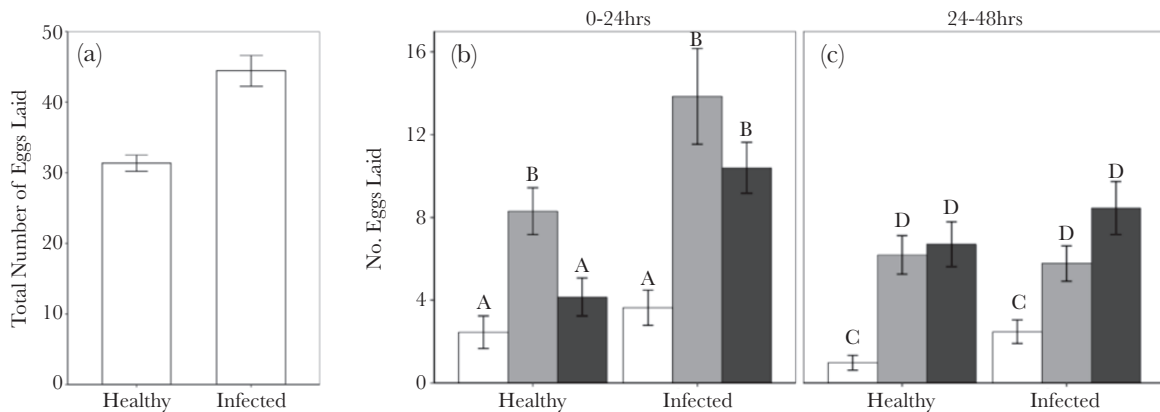 0-24hrs
24-48hrs
(a)
(b)
(c)
Total Number of Eggs Laid
50
40
30
20
10
0
Healthy
Infected
No. Eggs Laid
16
12
8
4
0
A
B
A
A
B
B
Healthy
Infected
C
D
D
C
D
D
Healthy
Infected